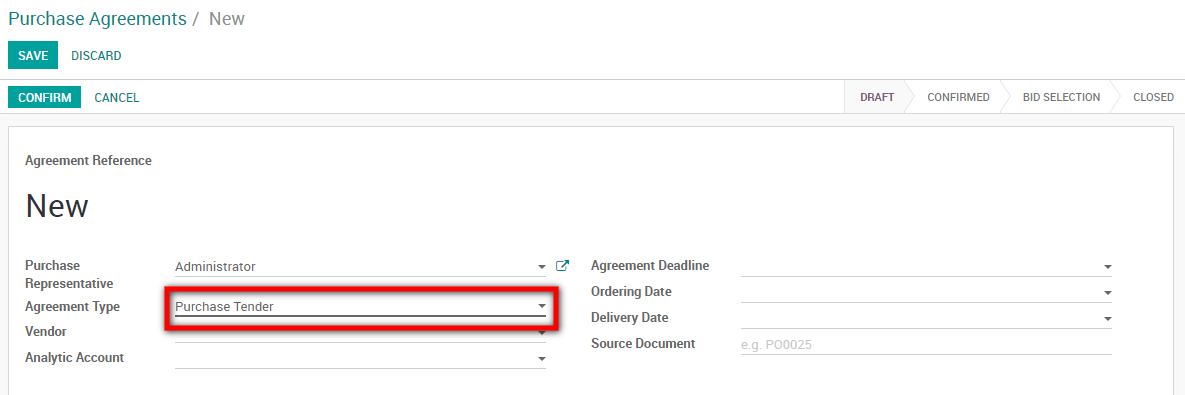 Purchase Agreements / New
SAVE DISCARD
CONFIRM CANCEL DRAFT CONFIRMED BID SELECTION CLOSED
Agreement Reference
New
Purchase Representative Administrator
Agreement Type Purchase Tender
Vendor
Analytic Account
Agreement Deadline
Ordering Date
Delivery Date
Source Document e.g. PO0025